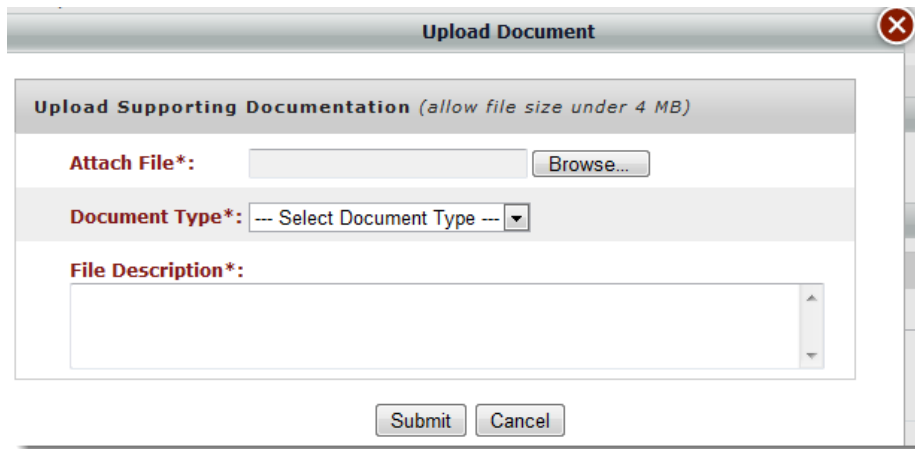 Upload Document
Upload Supporting Documentation (allow file size under 4 MB)
Attach File*: Browse...
Document Type*: --- Select Document Type ---
File Description*:
Submit Cancel